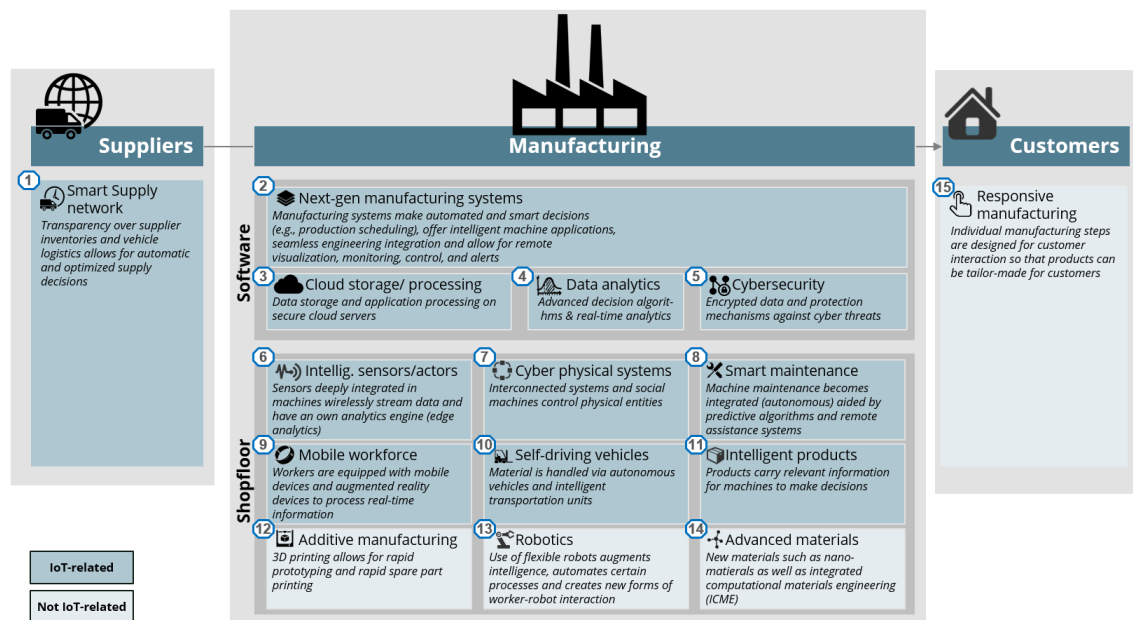 Suppliers
Manufacturing
Customers
1
Smart Supply
network
Transparency over supplier
inventories and vehicle
logistics allows for automatic
and optimized supply
decisions
Software
2
Next-gen manufacturing systems
Manufacturing systems make automated and smart decisions
(e.g., production scheduling), offer intelligent machine applications,
seamless engineering integration and allow for remote
visualization, monitoring, control, and alerts
3
Cloud storage/ processing
Data storage and application processing on
secure cloud servers
4
Data analytics
Advanced decision algorit-
hms & real-time analytics
5
Cybersecurity
Encrypted data and protection
mechanisms against cyber threats
Shopfloor
6
Intellig. sensors/actors
Sensors deeply integrated in
machines wirelessly stream data and
have an own analytics engine (edge
analytics)
7
Cyber physical systems
Interconnected systems and social
machines control physical entities
8
Smart maintenance
Machine maintenance becomes
integrated (autonomous) aided by
predictive algorithms and remote
assistance systems
9
Mobile workforce
Workers are equipped with mobile
devices and augmented reality
devices to process real-time
information
10
Self-driving vehicles
Material is handled via autonomous
vehicles and intelligent
transportation units
11
Intelligent products
Products carry relevant information
for machines to make decisions
12
Additive manufacturing
3D printing allows for rapid
prototyping and rapid spare part
printing
13
Robotics
Use of flexible robots augments
intelligence, automates certain
processes and creates new forms of
worker-robot interaction
14
Advanced materials
New materials such as nano-
matierals as well as integrated
computational materials engineering
(ICME)
15
Responsive
manufacturing
Individual manufacturing steps
are designed for customer
interaction so that products can
be tailor-made for customers
IoT-related
Not IoT-related